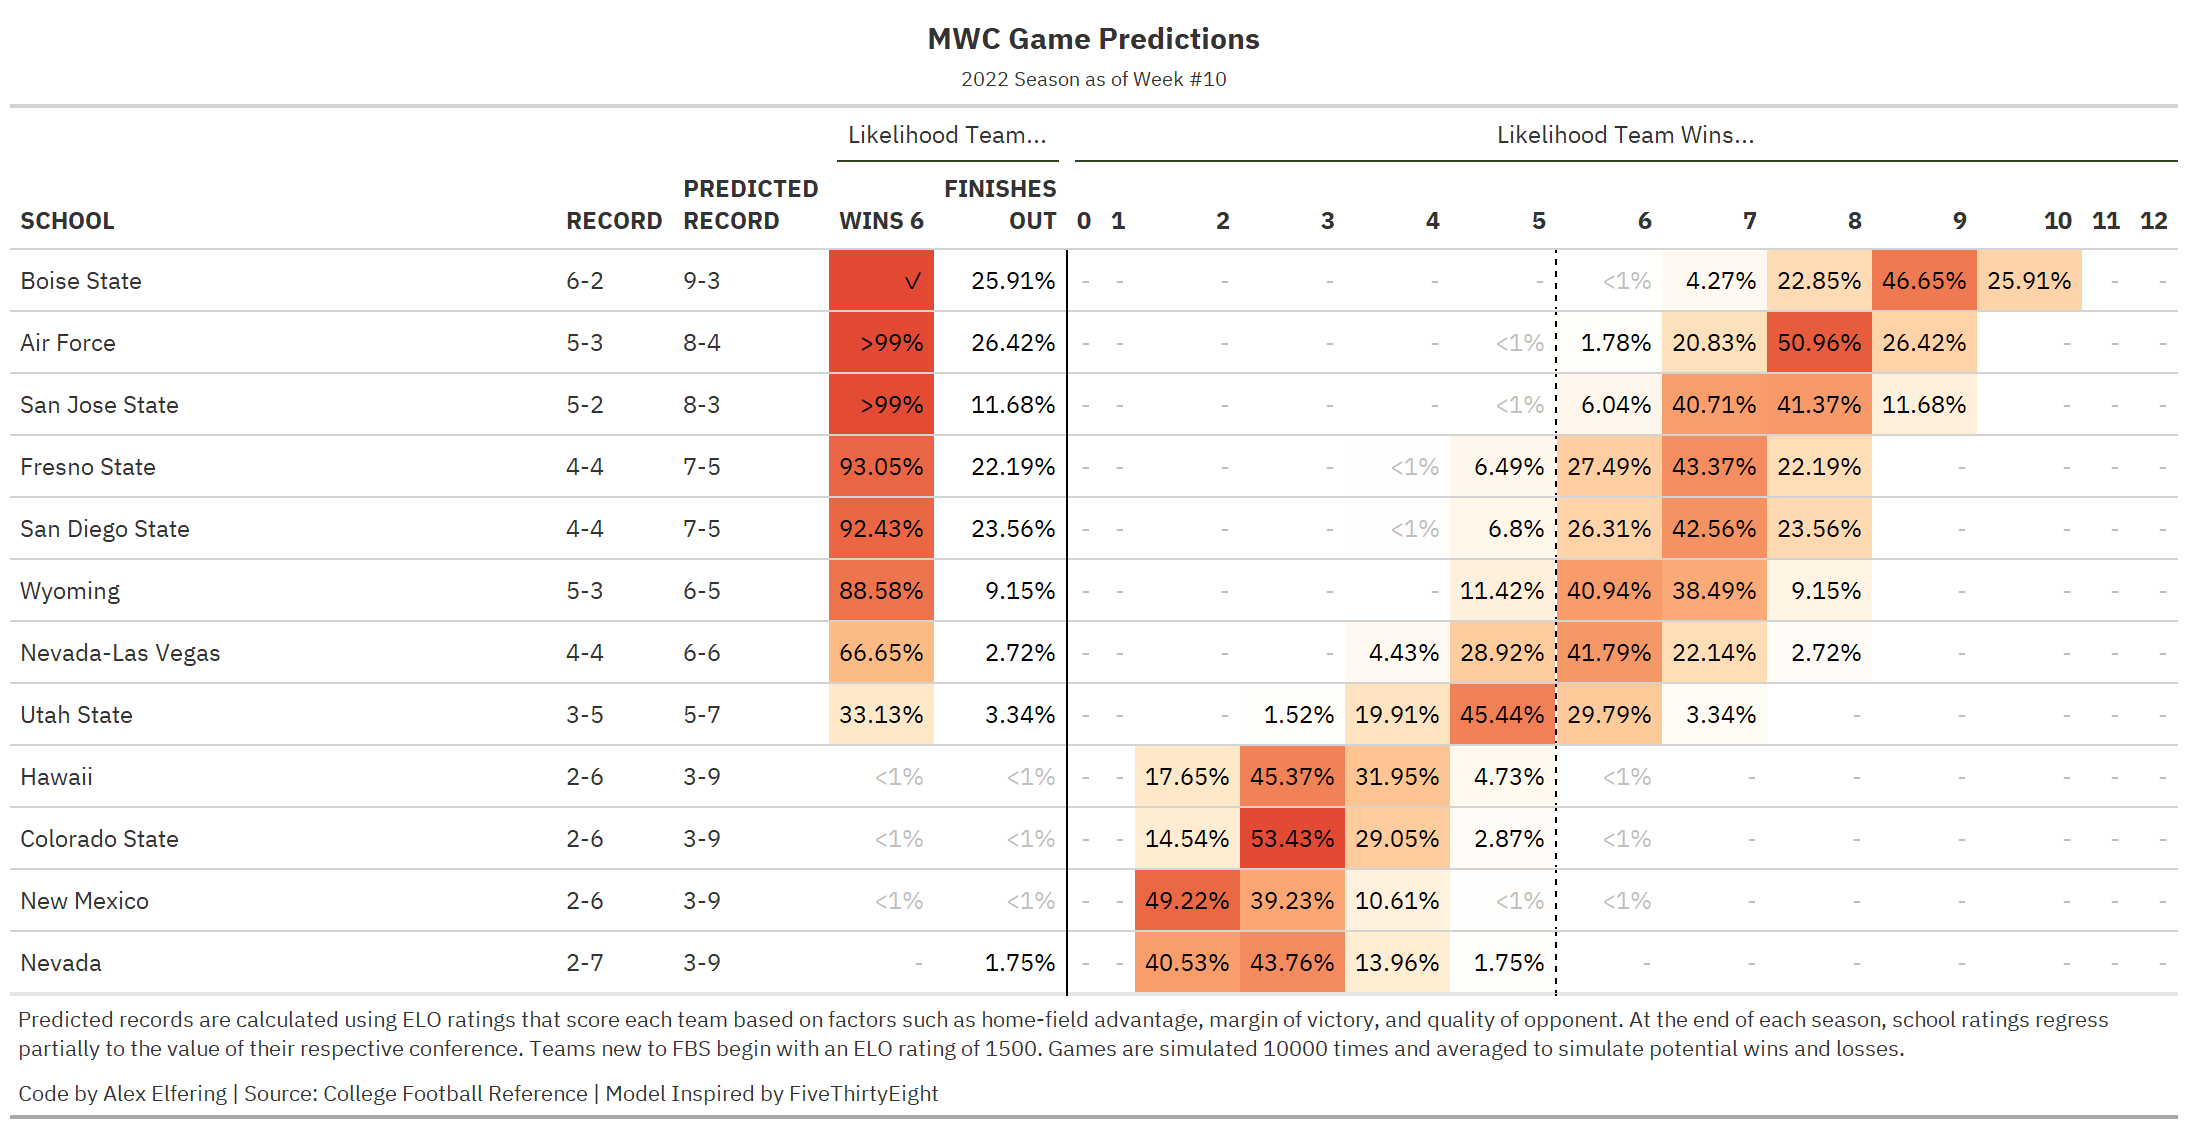 MWC Game Predictions
2022 Season as of Week #10
Likelihood Team... Likelihood Team Wins...
SCHOOL RECORD PREDICTED RECORD WINS 6 FINISHES OUT 0 1 2 3 4 5 6 7 8 9 10 11 12
Boise State 6-2 9-3 ✓ 25.91% - - - - - - <1% 4.27% 22.85% 46.65% 25.91% - -
Air Force 5-3 8-4 >99% 26.42% - - - - - <1% 1.78% 20.83% 50.96% 26.42% - - -
San Jose State 5-2 8-3 >99% 11.68% - - - - - <1% 6.04% 40.71% 41.37% 11.68% - - -
Fresno State 4-4 7-5 93.05% 22.19% - - - - <1% 6.49% 27.49% 43.37% 22.19% - - - -
San Diego State 4-4 7-5 92.43% 23.56% - - - - <1% 6.8% 26.31% 42.56% 23.56% - - - -
Wyoming 5-3 6-5 88.58% 9.15% - - - - - 11.42% 40.94% 38.49% 9.15% - - - -
Nevada-Las Vegas 4-4 6-6 66.65% 2.72% - - - - 4.43% 28.92% 41.79% 22.14% 2.72% - - - -
Utah State 3-5 5-7 33.13% 3.34% - - - 1.52% 19.91% 45.44% 29.79% 3.34% - - - - -
Hawaii 2-6 3-9 <1% <1% - - 17.65% 45.37% 31.95% 4.73% <1% - - - - - -
Colorado State 2-6 3-9 <1% <1% - - 14.54% 53.43% 29.05% 2.87% <1% - - - - - -
New Mexico 2-6 3-9 <1% <1% - - 49.22% 39.23% 10.61% <1% <1% - - - - - -
Nevada 2-7 3-9 - 1.75% - - 40.53% 43.76% 13.96% 1.75% - - - - - - -
Predicted records are calculated using ELO ratings that score each team based on factors such as home-field advantage, margin of victory, and quality of opponent. At the end of each season, school ratings regress
partially to the value of their respective conference. Teams new to FBS begin with an ELO rating of 1500. Games are simulated 10000 times and averaged to simulate potential wins and losses.
Code by Alex Elfering | Source: College Football Reference | Model Inspired by FiveThirtyEight